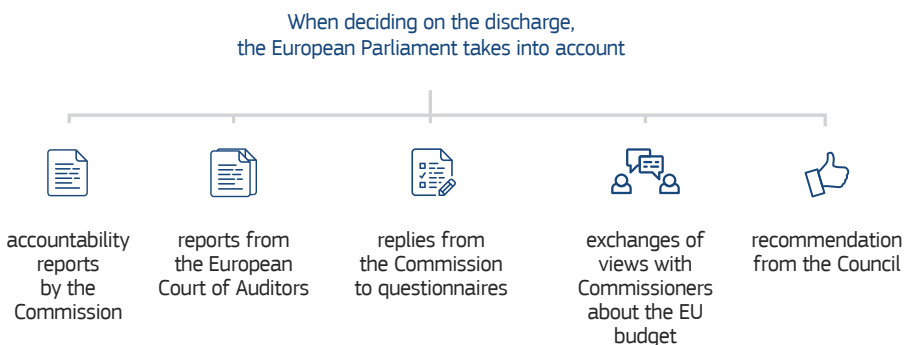 When deciding on the discharge,
the European Parliament takes into account
accountability
reports
by the
Commission
reports from
the European
Court of Auditors
replies from
the Commission
to questionnaires
exchanges of
views with
Commissioners
about the EU
budget
recommendation
from the Council